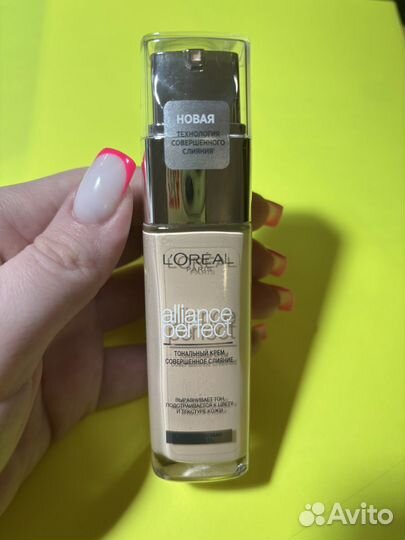 НОВАЯ
ТЕХНОЛОГИЯ
СОВЕРШЕННОГО
СЛИЯНИЯ
L'ORÉAL
PARIS
alliance
perfect
ТОНАЛЬНЫЙ КРЕМ
СОВЕРШЕННОЕ СЛИЯНИЕ
ВЫРАВНИВАЕТ ТОН,
ПОДСТРАИВАЕТСЯ К ЦВЕТУ
И ТЕКСТУРЕ КОЖИ
Avito